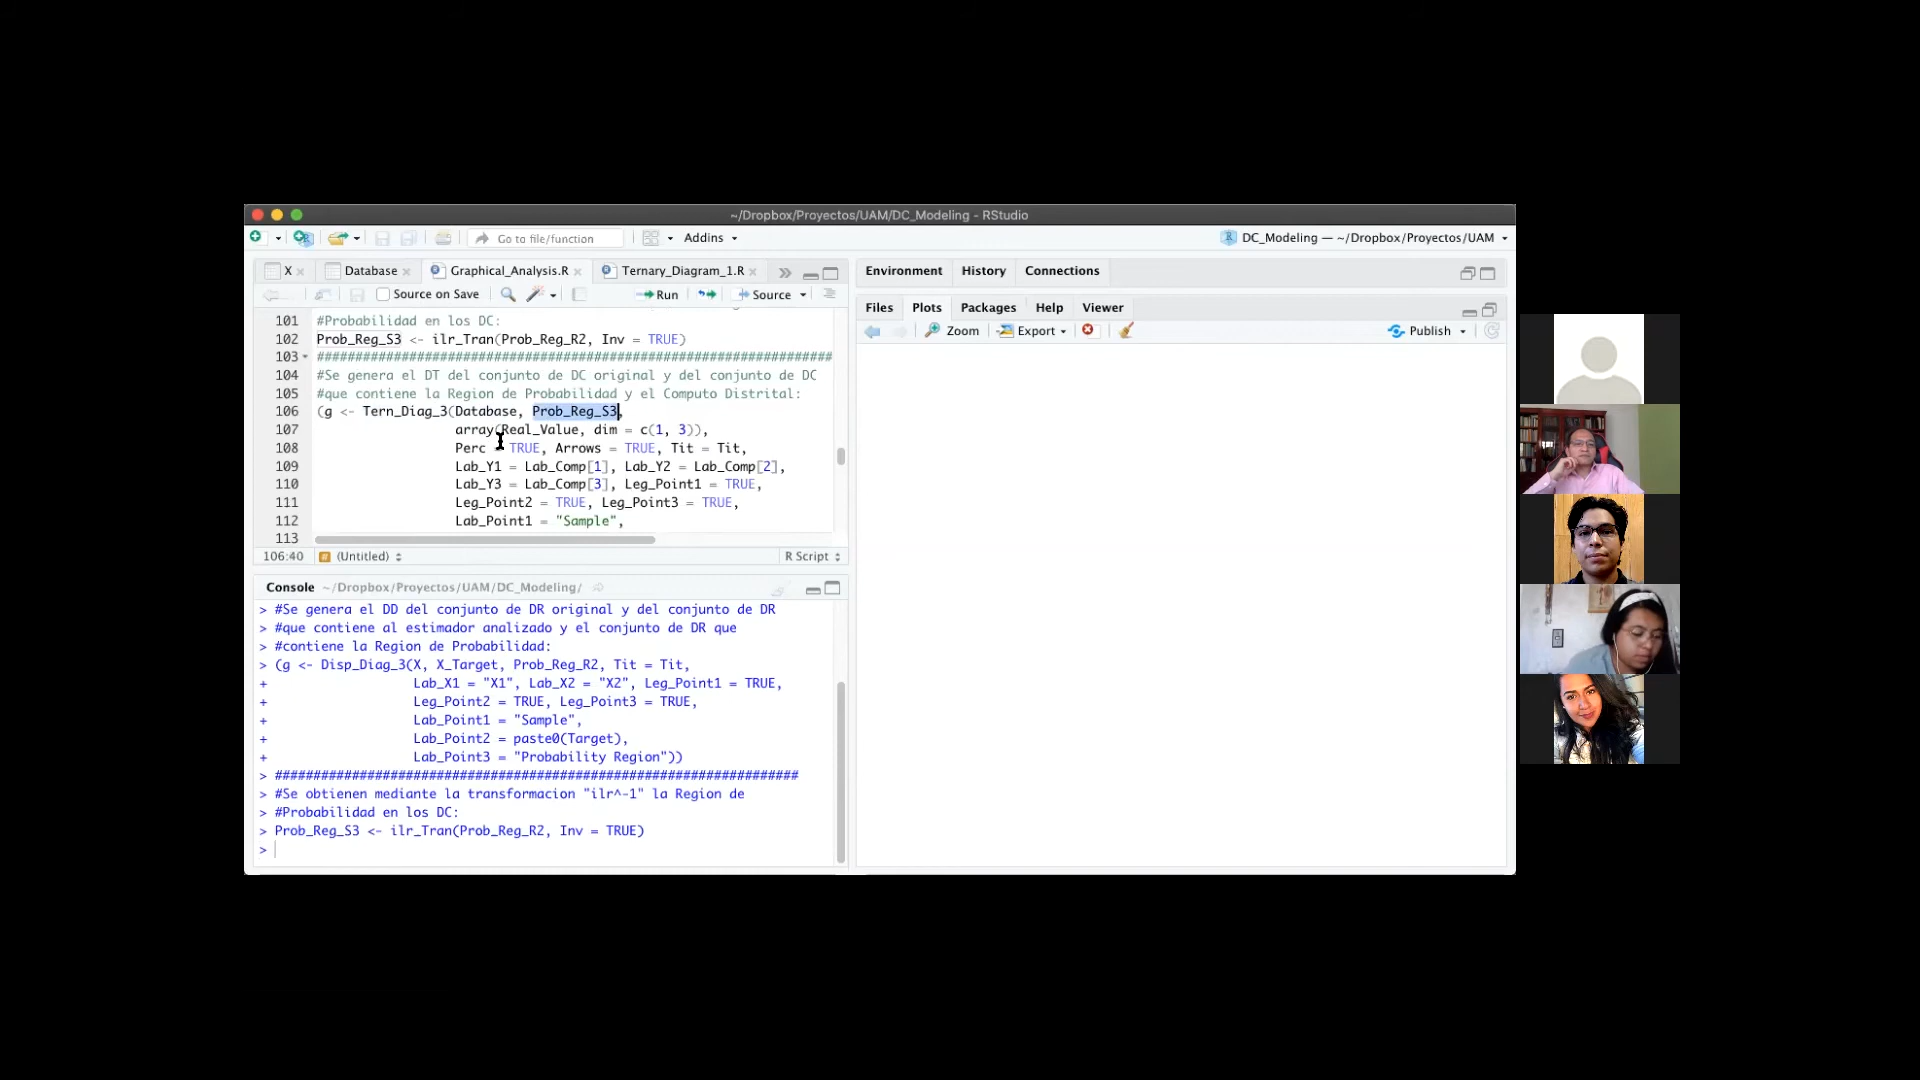 ~/Dropbox/Proyectos/UAM/DC_Modeling - RStudio
Go to file/function
Addins
DC_Modeling — ~/Dropbox/Proyectos/UAM
X
Database
Graphical_Analysis.R
Ternary_Diagram_1.R
Source on Save
Run
Source
101 #Probabilidad en los DC:
102 Prob_Reg_S3 <- ilr_Tran(Prob_Reg_R2, Inv = TRUE)
103 ###################################################################
104 #Se genera el DT del conjunto de DC original y del conjunto de DC
105 #que contiene la Region de Probabilidad y el Computo Distrital:
106 (g <- Tern_Diag_3(Database, Prob_Reg_S3,
107 array(Real_Value, dim = c(1, 3)),
108 Perc = TRUE, Arrows = TRUE, Tit = Tit,
109 Lab_Y1 = Lab_Comp[1], Lab_Y2 = Lab_Comp[2],
110 Lab_Y3 = Lab_Comp[3], Leg_Point1 = TRUE,
111 Leg_Point2 = TRUE, Leg_Point3 = TRUE,
112 Lab_Point1 = "Sample",
113
106:40
(Untitled)
R Script
Console ~/Dropbox/Proyectos/UAM/DC_Modeling/
> #Se genera el DD del conjunto de DR original y del conjunto de DR
> #que contiene al estimador analizado y el conjunto de DR que
> #contiene la Region de Probabilidad:
> (g <- Disp_Diag_3(X, X_Target, Prob_Reg_R2, Tit = Tit,
+ Lab_X1 = "X1", Lab_X2 = "X2", Leg_Point1 = TRUE,
+ Leg_Point2 = TRUE, Leg_Point3 = TRUE,
+ Lab_Point1 = "Sample",
+ Lab_Point2 = paste0(Target),
+ Lab_Point3 = "Probability Region"))
> ####################################################################
> #Se obtienen mediante la transformacion "ilr^-1" la Region de
> #Probabilidad en los DC:
> Prob_Reg_S3 <- ilr_Tran(Prob_Reg_R2, Inv = TRUE)
>
Environment
History
Connections
Files
Plots
Packages
Help
Viewer
Zoom
Export
Publish